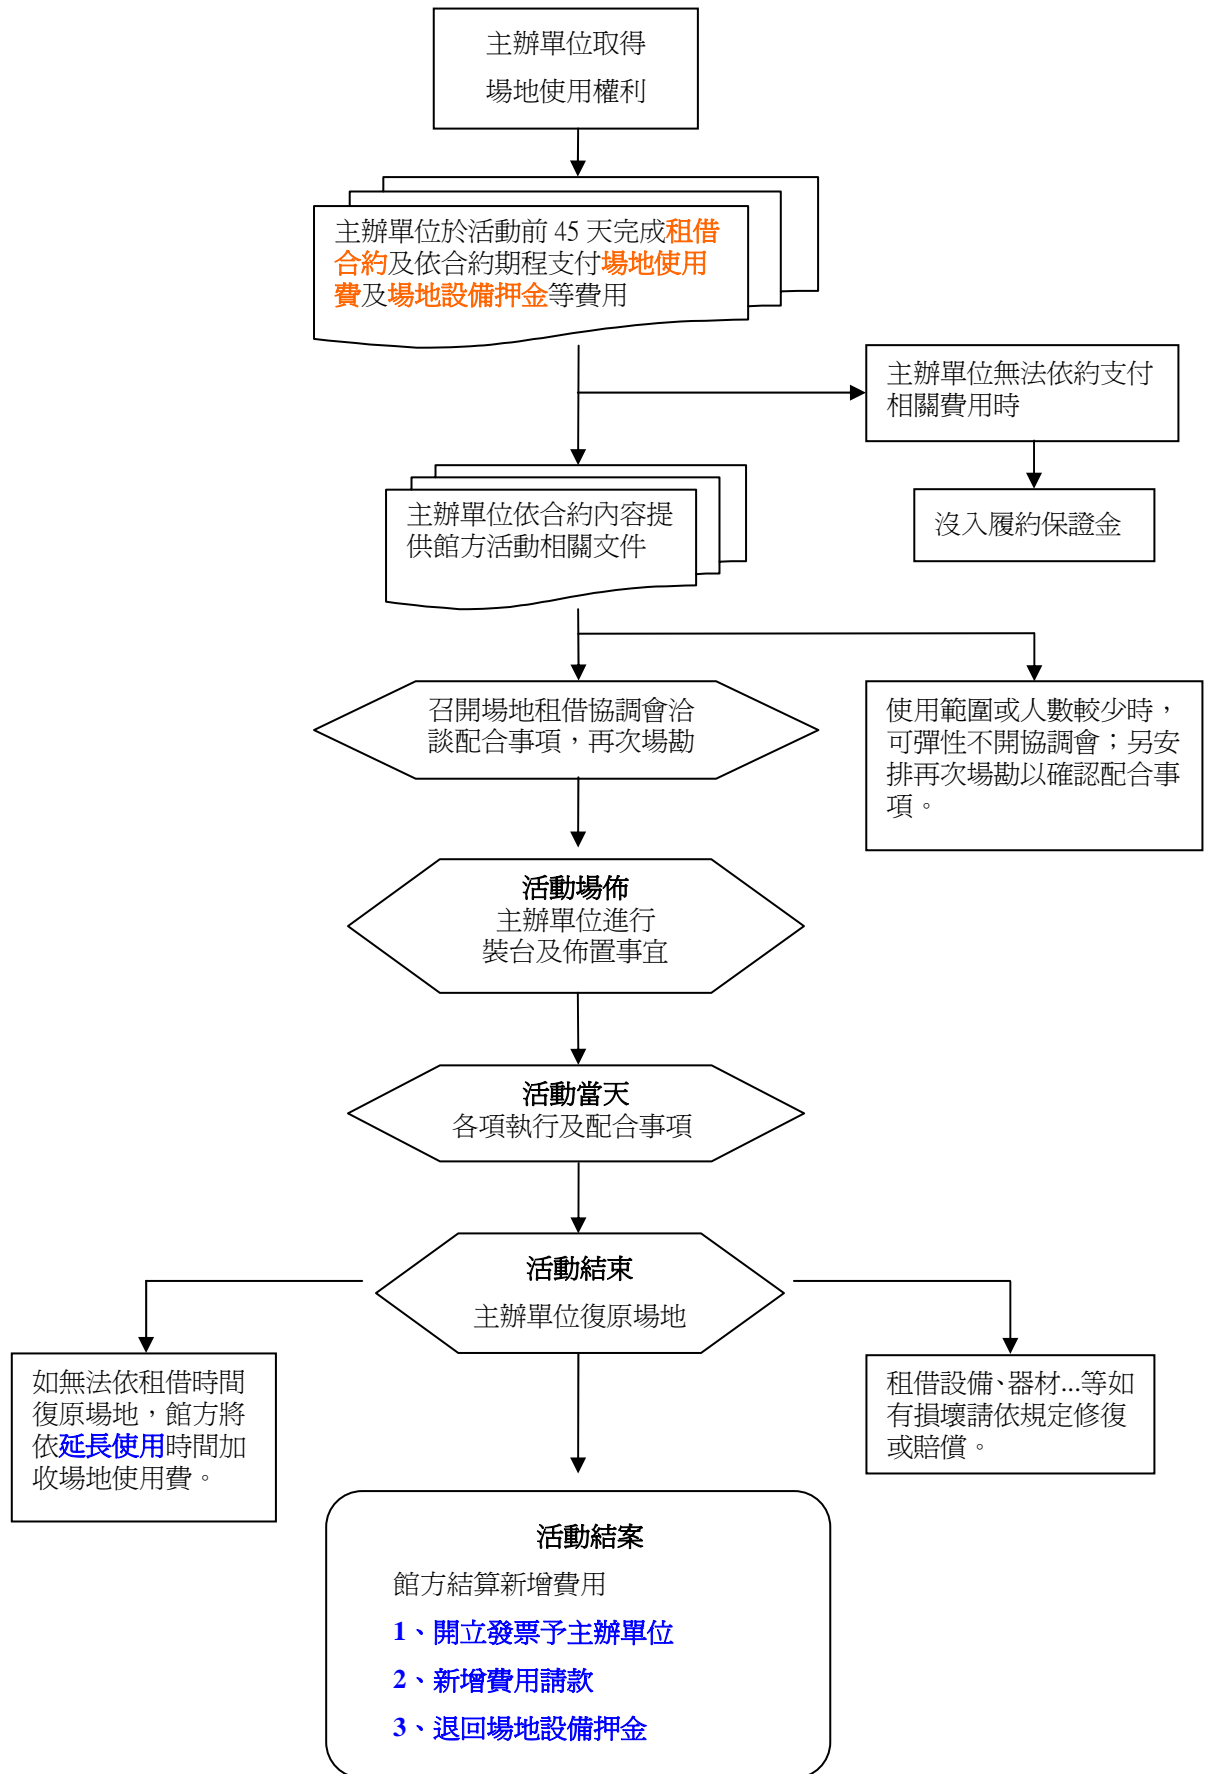 主辦單位取得
場地使用權利
主辦單位於活動前 45 天完成租借
合約及依合約期程支付場地使用
費及場地設備押金等費用
主辦單位無法依約支付
相關費用時
沒入履約保證金
主辦單位依合約內容提
供館方活動相關文件
召開場地租借協調會洽
談配合事項，再次場勘
使用範圍或人數較少時，
可彈性不開協調會；另安
排再次場勘以確認配合事
項。
活動場佈
主辦單位進行
裝台及佈置事宜
活動當天
各項執行及配合事項
活動結束
主辦單位復原場地
如無法依租借時間
復原場地，館方將
依延長使用時間加
收場地使用費。
租借設備、器材...等如
有損壞請依規定修復
或賠償。
活動結案
館方結算新增費用
1、開立發票予主辦單位
2、新增費用請款
3、退回場地設備押金